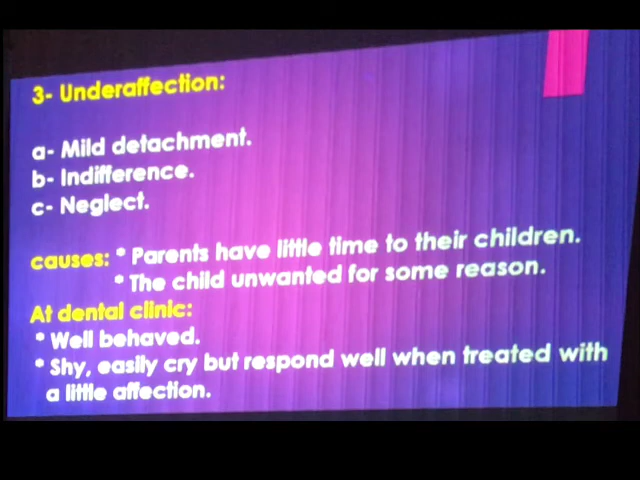 3- Underaffection:
a- Mild detachment.
b- Indifference.
c- Neglect.
causes: * Parents have little time to their children.
* The child unwanted for some reason.
At dental clinic:
* Well behaved.
* Shy, easily cry but respond well when treated with
a little affection.